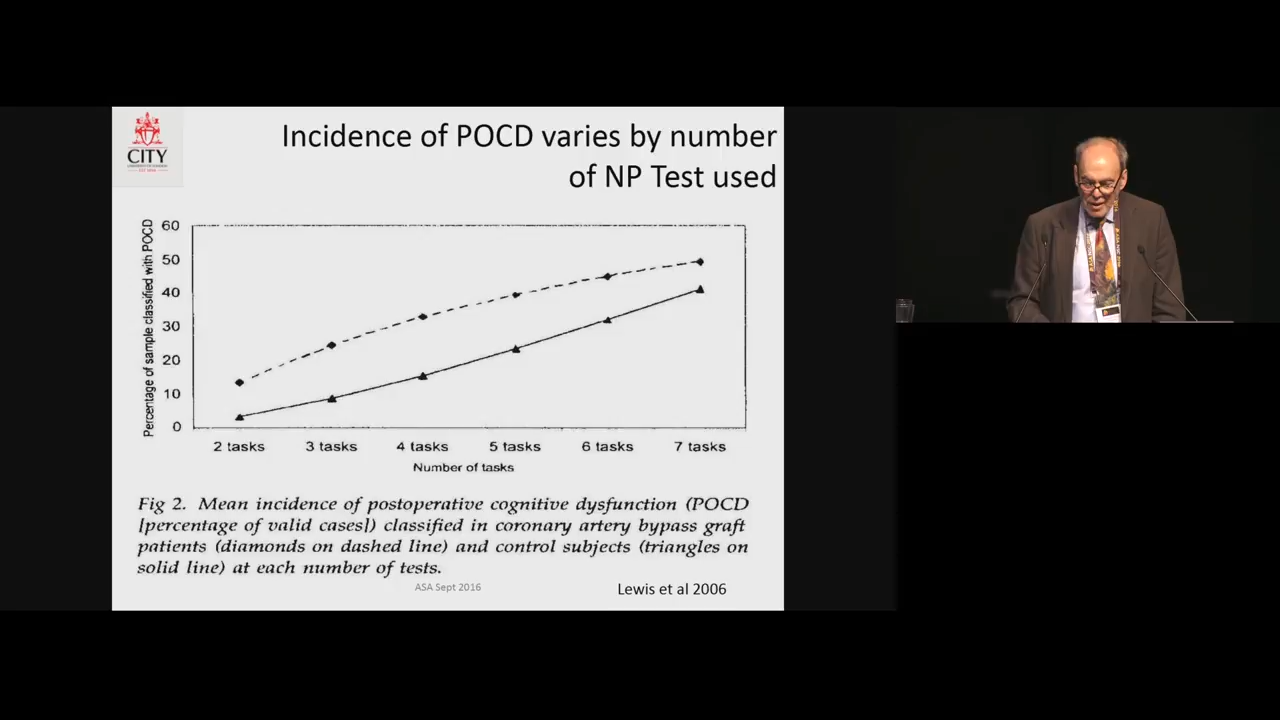 CITY
Incidence of POCD varies by number
of NP Test used
Percentage of sample classified with POCD
60
50
40
30
20
10
0
2 tasks 3 tasks 4 tasks 5 tasks 6 tasks 7 tasks
Number of tasks
Fig 2. Mean incidence of postoperative cognitive dysfunction (POCD
[percentage of valid cases]) classified in coronary artery bypass graft
patients (diamonds on dashed line) and control subjects (triangles on
solid line) at each number of tests.
ASA Sept 2016
Lewis et al 2006